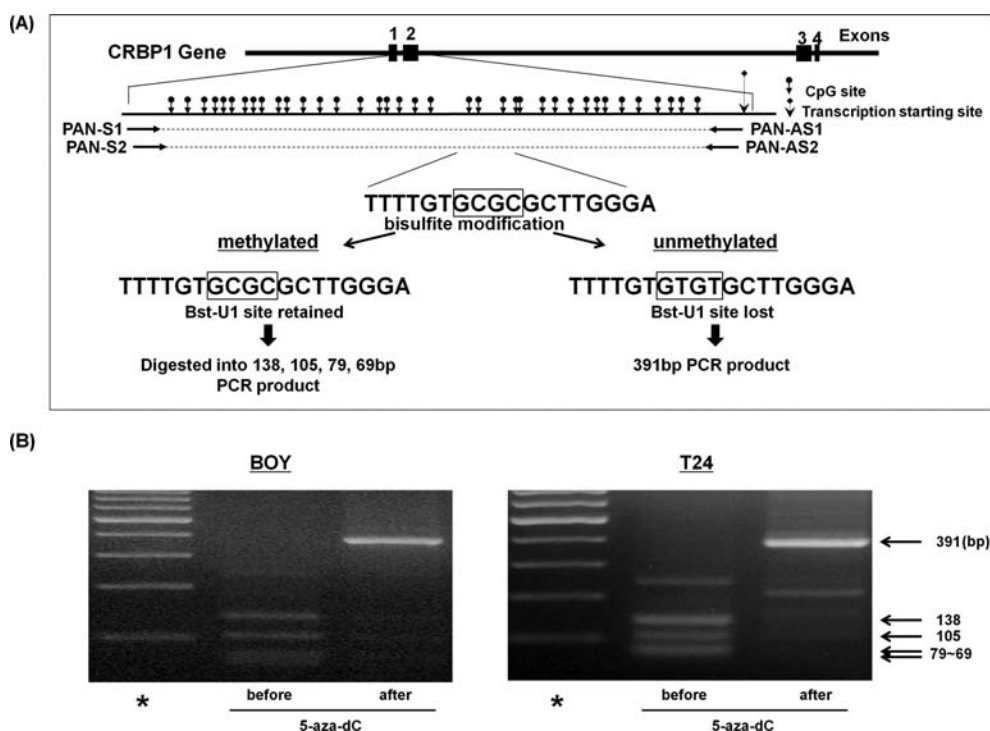 (A)
1 2 3 4 Exons
CRBP1 Gene
CpG site
Transcription starting site
PAN-S1 PAN-AS1
PAN-S2 PAN-AS2
TTTTGTGCGCGCTTGGGA
bisulfite modification
methylated unmethylated
TTTTGTGCGCGCTTGGGA TTTTGTGTGTGCTTGGGA
Bst-U1 site retained Bst-U1 site lost
Digested into 138, 105, 79, 69bp 391bp PCR product
PCR product
(B)
BOY T24
391(bp)
138
105
79~69
* before after * before after
5-aza-dC 5-aza-dC